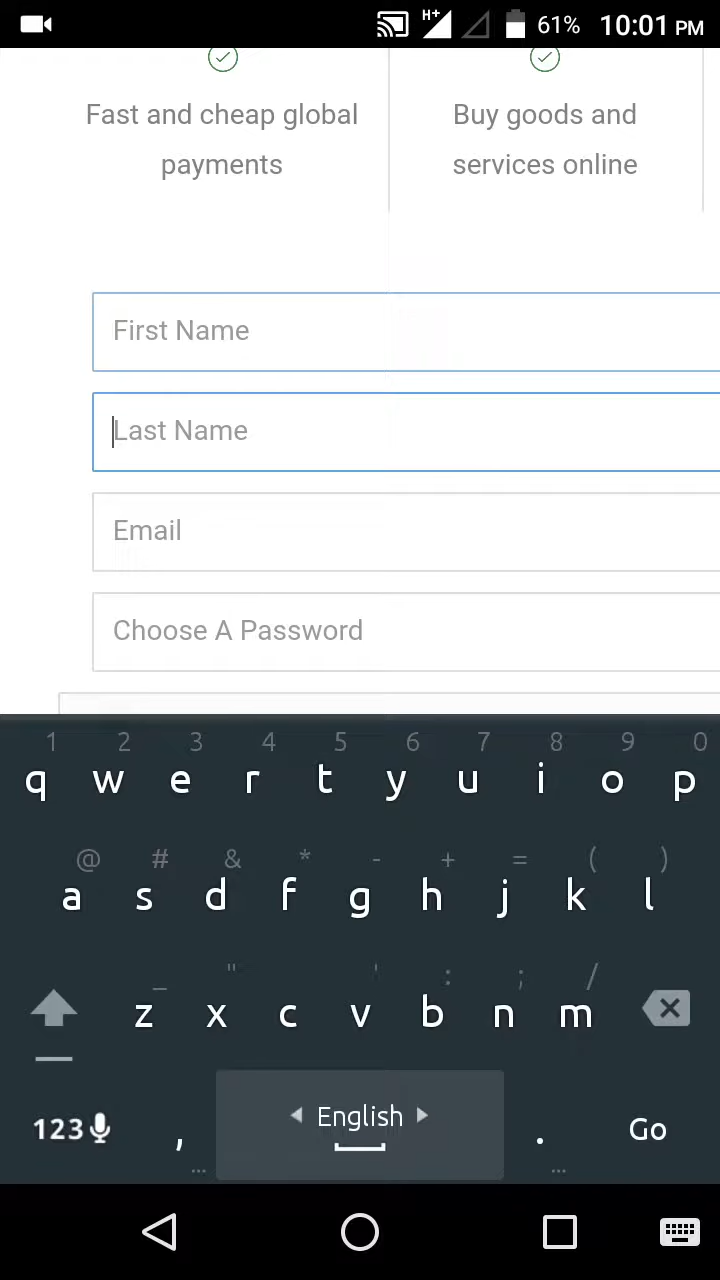 H+ 61% 10:01 PM
Fast and cheap global
payments
Buy goods and
services online
First Name
Last Name
Email
Choose A Password
1 2 3 4 5 6 7 8 9 0
q w e r t y u i o p
@ # & * - + = ( )
a s d f g h j k l
_ " ' : ; /
z x c v b n m
123 , English . Go
... ...